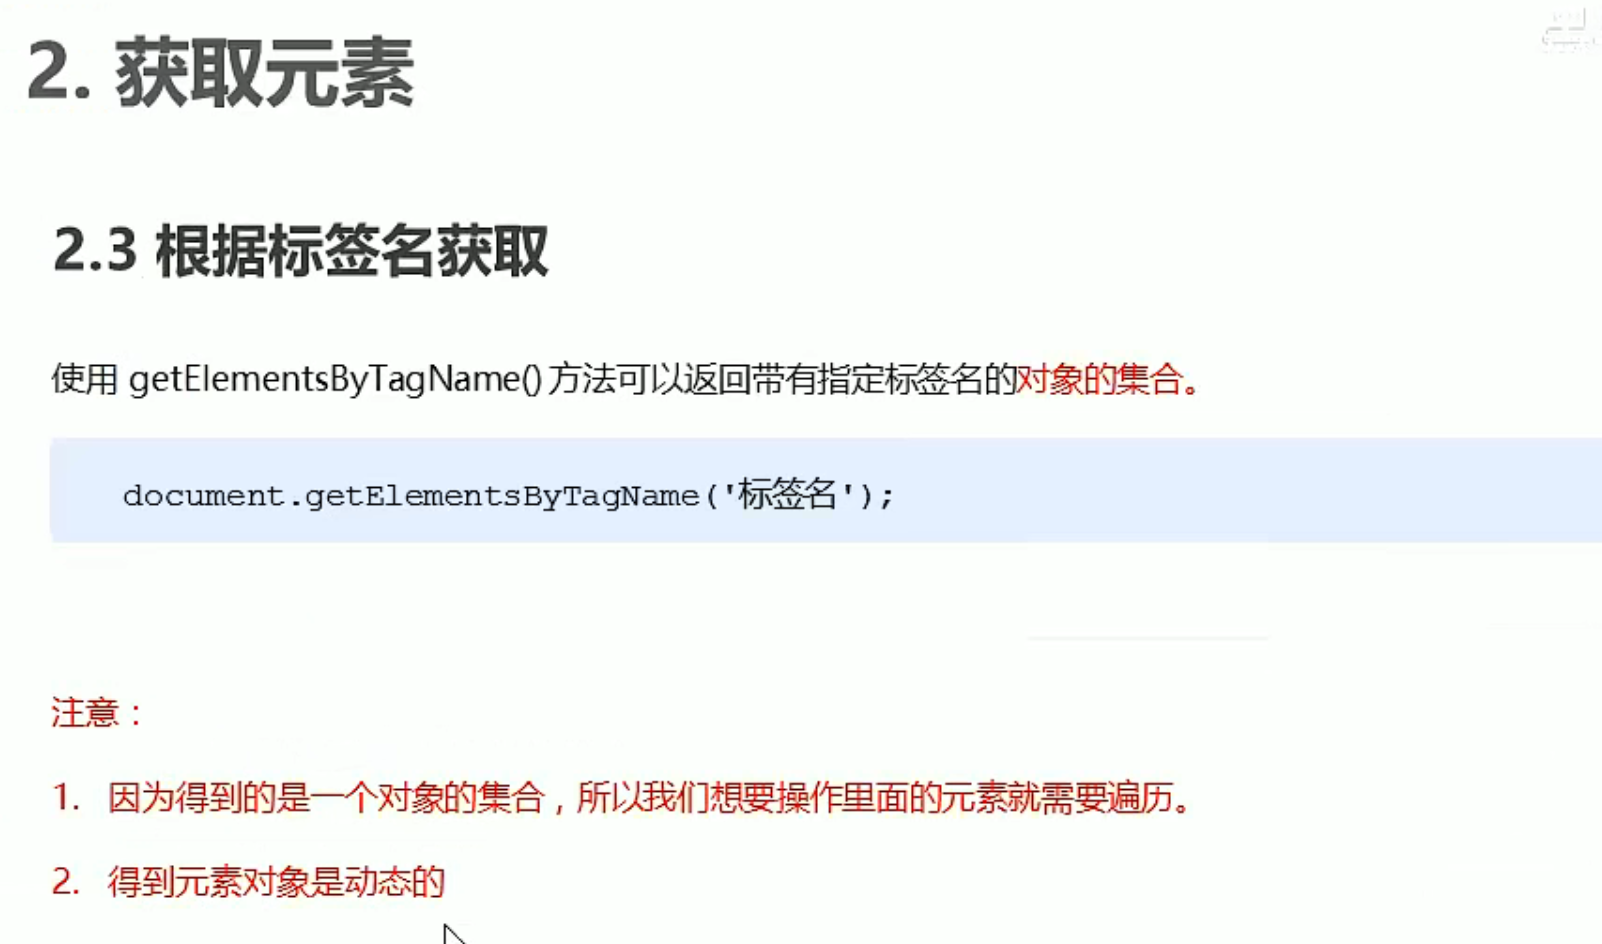 2. 获取元素
2.3 根据标签名获取
使用 getElementsByTagName()方法可以返回带有指定标签名的对象的集合。
document.getElementsByTagName('标签名');
注意：
1. 因为得到的是一个对象的集合，所以我们想要操作里面的元素就需要遍历。
2. 得到元素对象是动态的